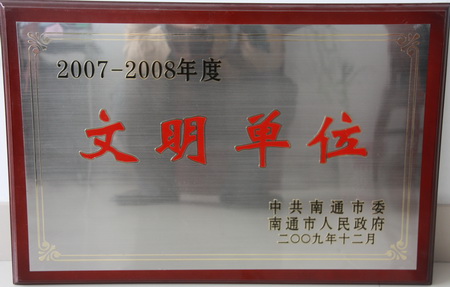 2007-2008年度
文明单位
中共南通市委
南通市人民政府
二〇〇九年十二月